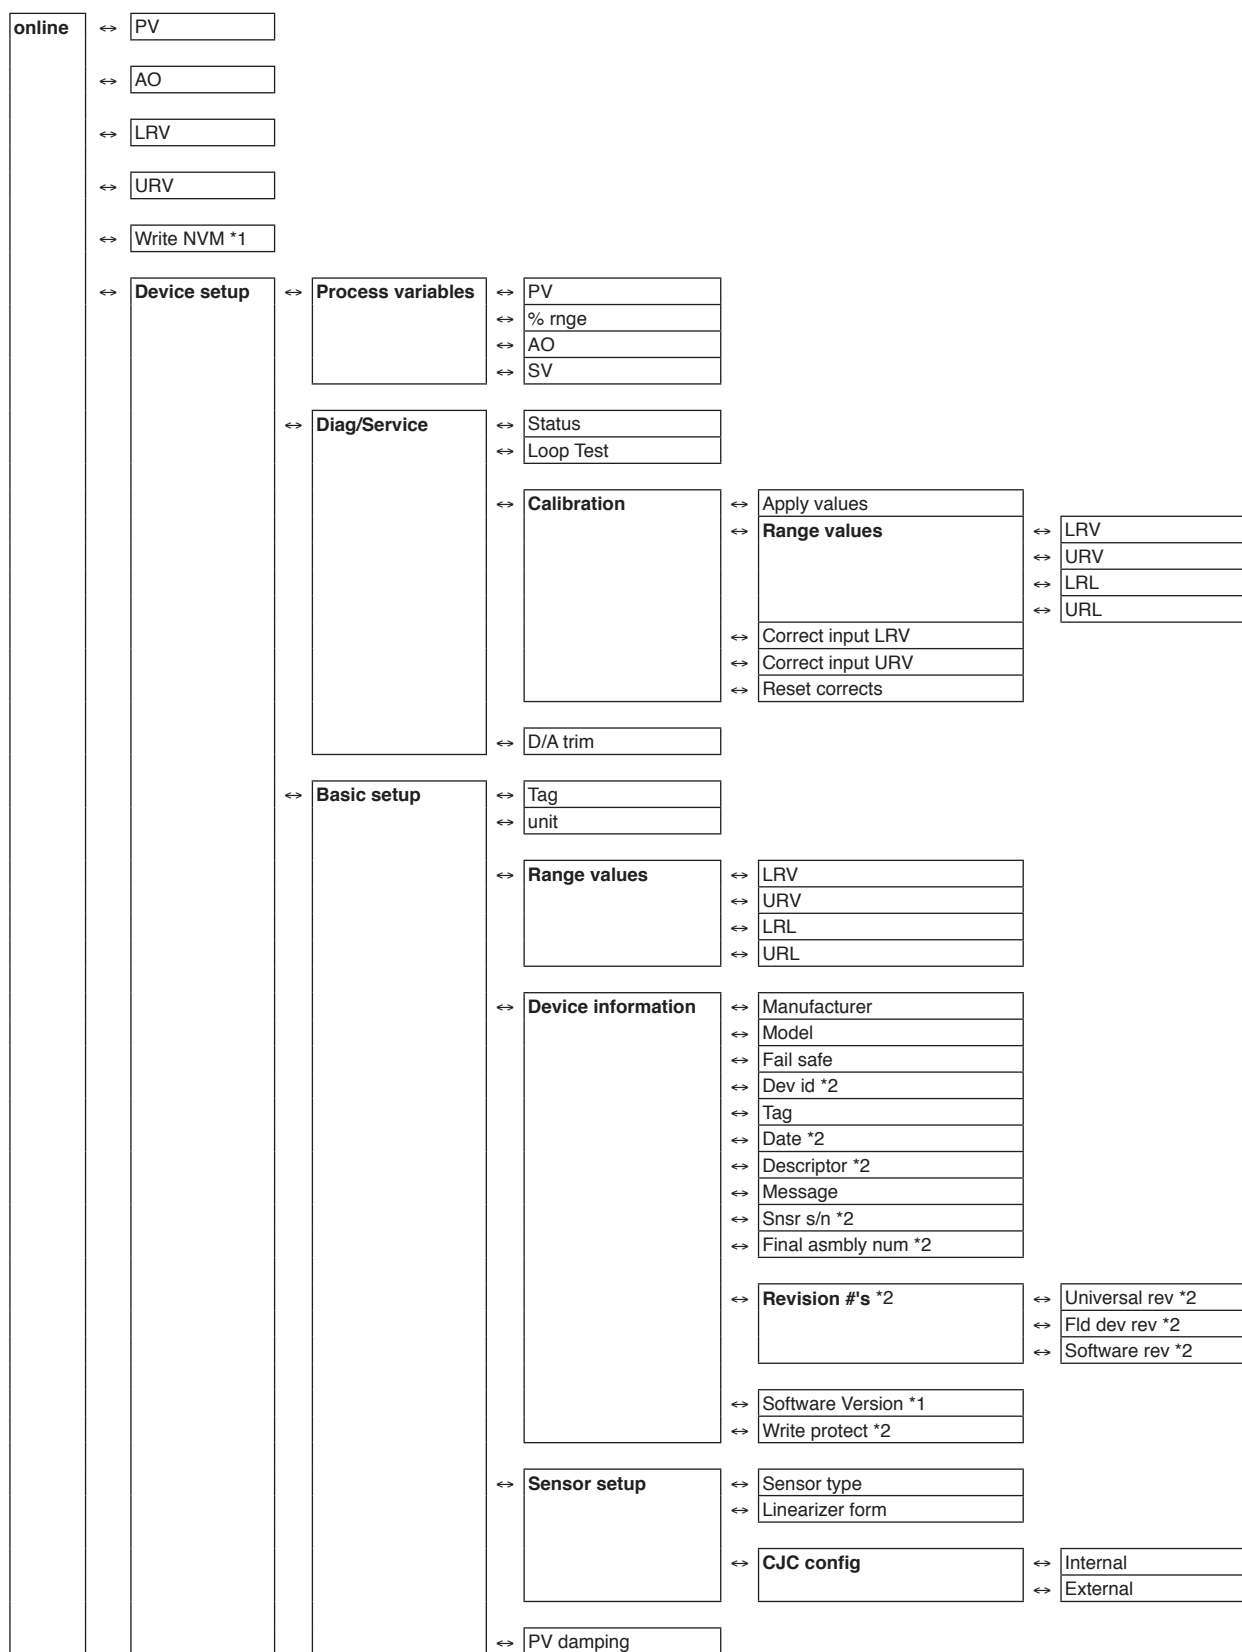 online ↔ PV
↔ AO
↔ LRV
↔ URV
↔ Write NVM *1
↔ Device setup ↔ Process variables ↔ PV
↔ % rnge
↔ AO
↔ SV
↔ Diag/Service ↔ Status
↔ Loop Test
↔ Calibration ↔ Apply values
↔ Range values ↔ LRV
↔ URV
↔ LRL
↔ URL
↔ Correct input LRV
↔ Correct input URV
↔ Reset corrects
↔ D/A trim
↔ Basic setup ↔ Tag
↔ unit
↔ Range values ↔ LRV
↔ URV
↔ LRL
↔ URL
↔ Device information ↔ Manufacturer
↔ Model
↔ Fail safe
↔ Dev id *2
↔ Tag
↔ Date *2
↔ Descriptor *2
↔ Message
↔ Snsr s/n *2
↔ Final asmbly num *2
↔ Revision #'s *2 ↔ Universal rev *2
↔ Fld dev rev *2
↔ Software rev *2
↔ Software Version *1
↔ Write protect *2
↔ Sensor setup ↔ Sensor type
↔ Linearizer form
↔ CJC config ↔ Internal
↔ External
↔ PV damping